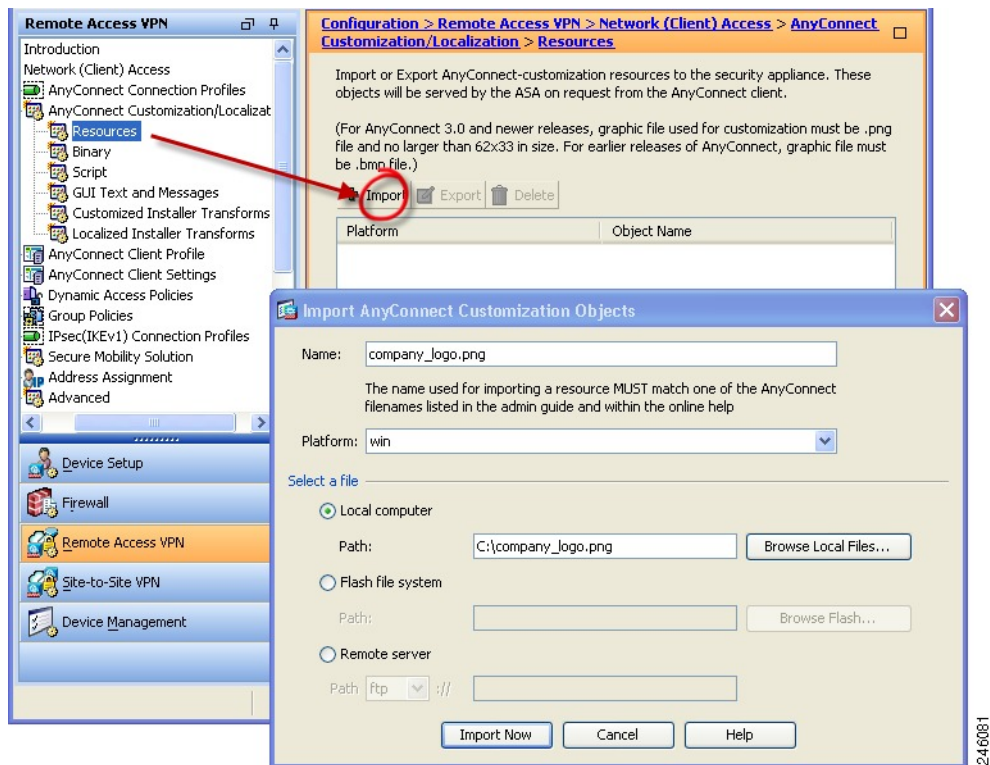 Remote Access VPN
Introduction
Network (Client) Access
AnyConnect Connection Profiles
AnyConnect Customization/Localizat
Resources
Binary
Script
GUI Text and Messages
Customized Installer Transforms
Localized Installer Transforms
AnyConnect Client Profile
AnyConnect Client Settings
Dynamic Access Policies
Group Policies
IPsec(IKEv1) Connection Profiles
Secure Mobility Solution
Address Assignment
Advanced
Device Setup
Firewall
Remote Access VPN
Site-to-Site VPN
Device Management
Configuration > Remote Access VPN > Network (Client) Access > AnyConnect
Customization/Localization > Resources
Import or Export AnyConnect-customization resources to the security appliance. These
objects will be served by the ASA on request from the AnyConnect client.
(For AnyConnect 3.0 and newer releases, graphic file used for customization must be .png
file and no larger than 62x33 in size. For earlier releases of AnyConnect, graphic file must
be .bmp file.)
Import Export Delete
Platform Object Name
Import AnyConnect Customization Objects
Name: company_logo.png
The name used for importing a resource MUST match one of the AnyConnect
filenames listed in the admin guide and within the online help
Platform: win
Select a file
Local computer
Path: C:\company_logo.png Browse Local Files...
Flash file system
Path: Browse Flash...
Remote server
Path ftp ://
Import Now Cancel Help
246081